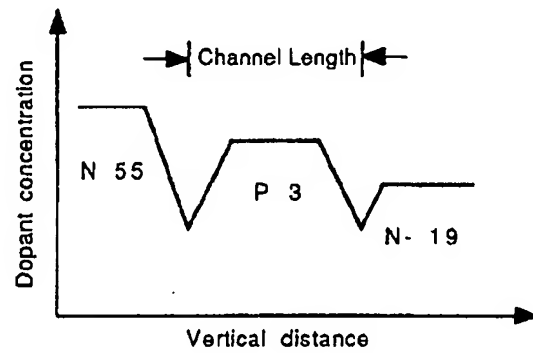 Channel Length
Dopant concentration
N 55
P 3
N- 19
Vertical distance